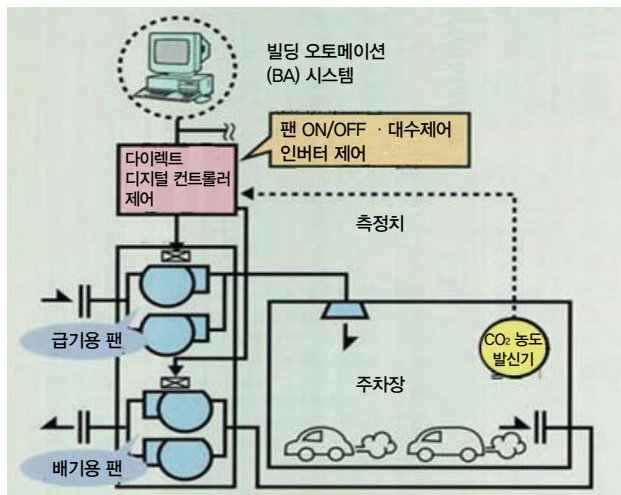 빌딩 오토메이션
(BA) 시스템
팬 ON/OFF · 대수제어
인버터 제어
다이렉트
디지털 컨트롤러
제어
측정치
급기용 팬
CO₂ 농도
발신기
주차장
배기용 팬